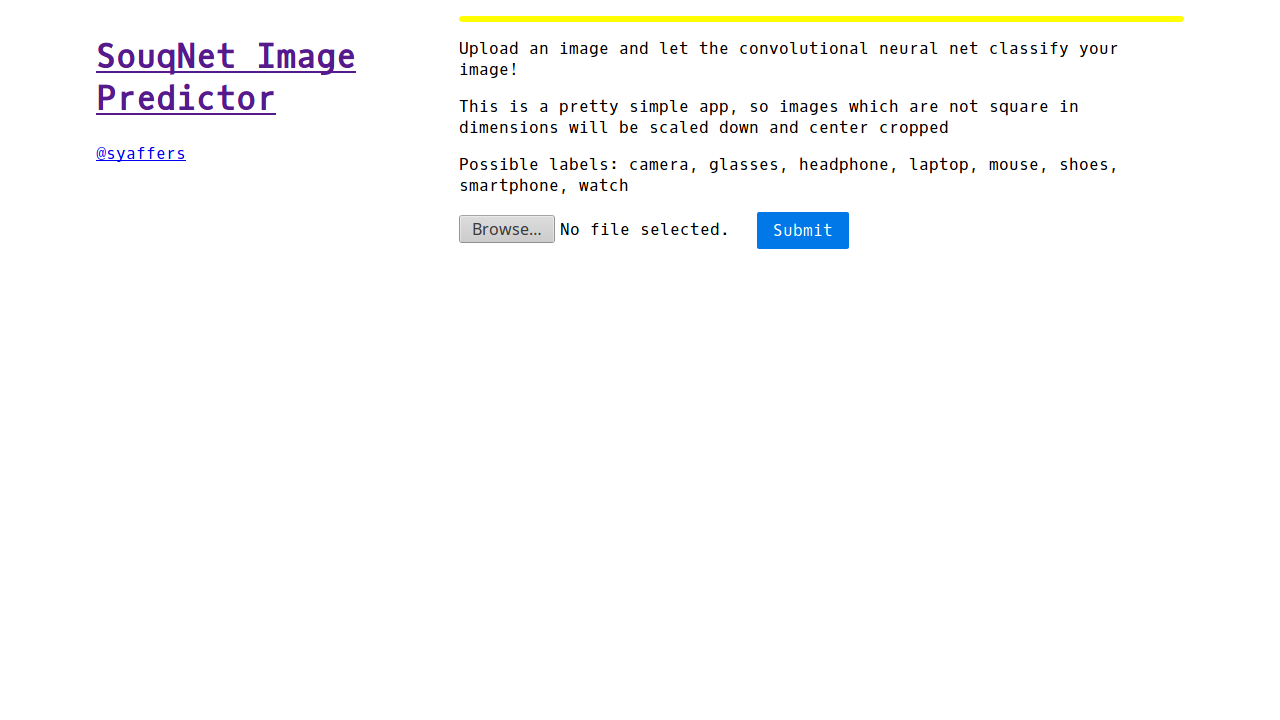 SouqNet Image
Predictor
@syaffers
Upload an image and let the convolutional neural net classify your
image!
This is a pretty simple app, so images which are not square in
dimensions will be scaled down and center cropped
Possible labels: camera, glasses, headphone, laptop, mouse, shoes,
smartphone, watch
Browse... No file selected. Submit